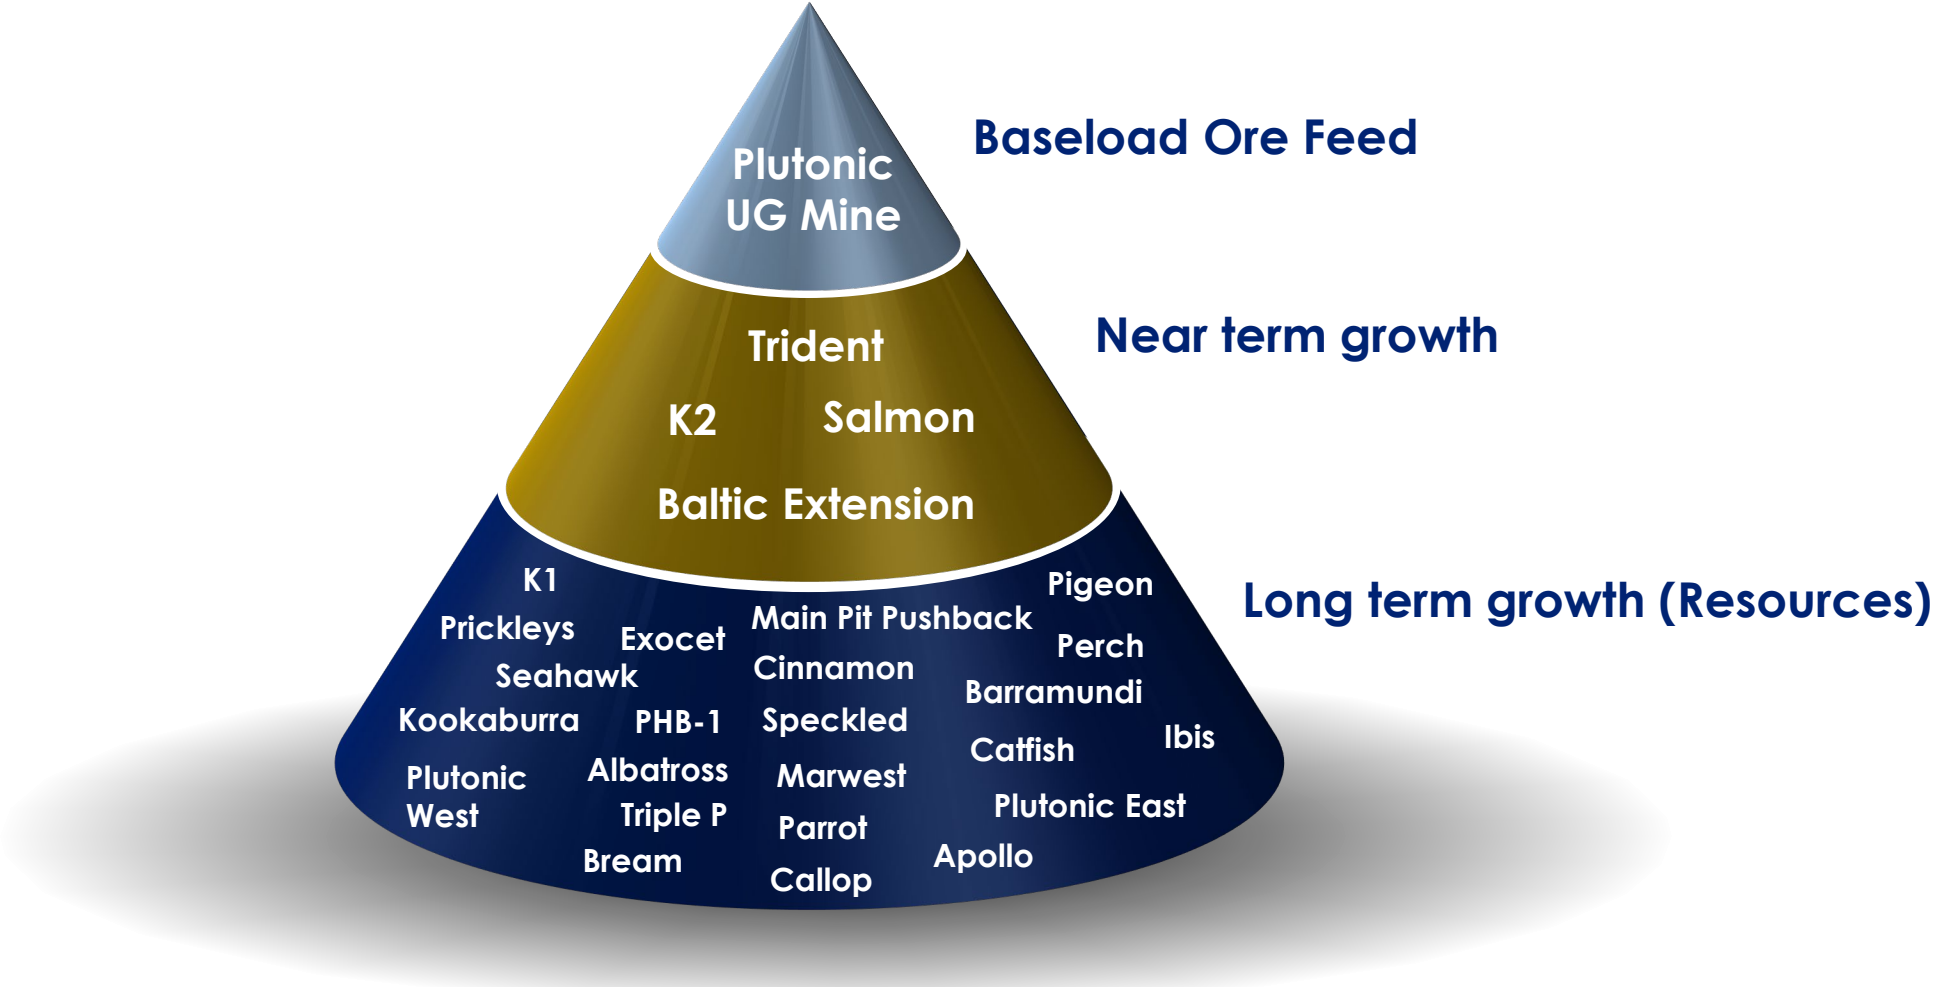 Plutonic
UG Mine
Baseload Ore Feed
Trident
K2
Salmon
Baltic Extension
Near term growth
K1
Prickleys
Exocet
Seahawk
Kookaburra
PHB-1
Plutonic
West
Albatross
Triple P
Bream
Main Pit Pushback
Cinnamon
Speckled
Marwest
Parrot
Callop
Pigeon
Perch
Barramundi
Catfish
Ibis
Plutonic East
Apollo
Long term growth (Resources)